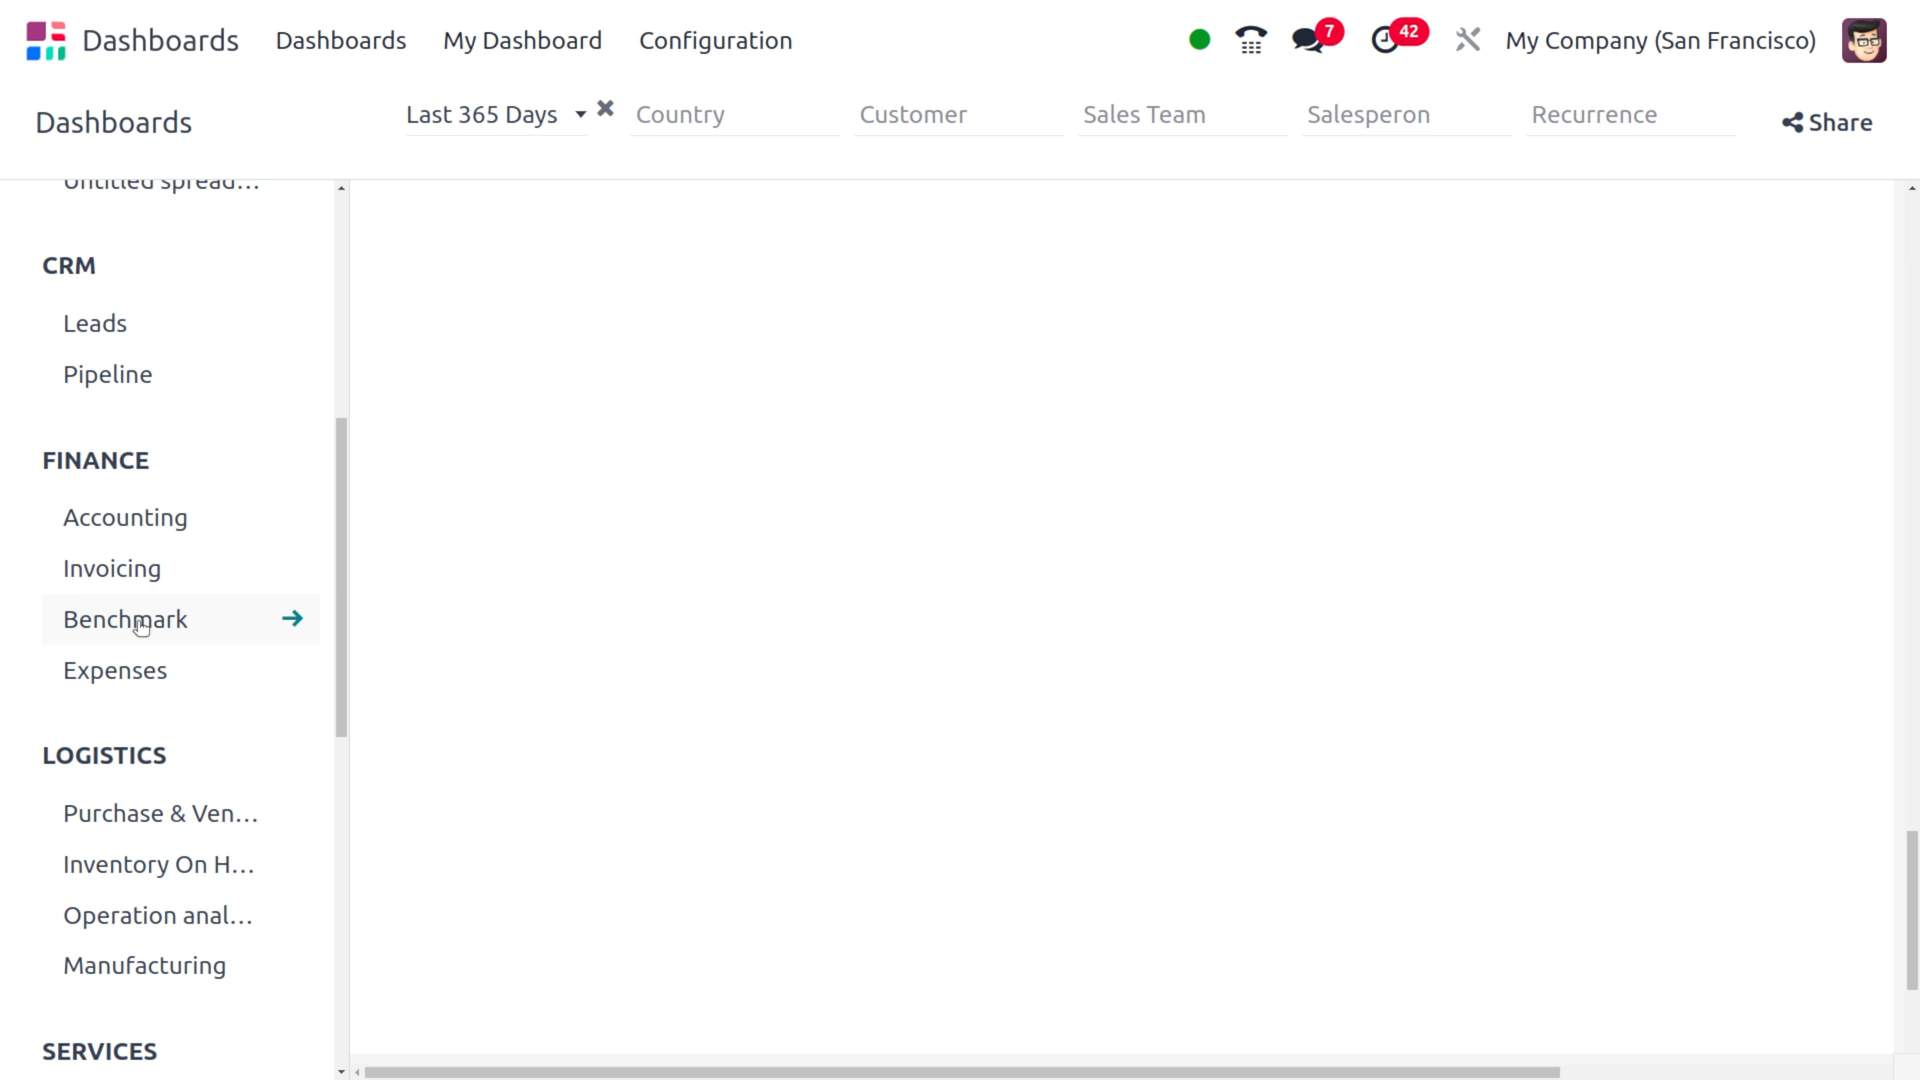 Dashboards Dashboards My Dashboard Configuration 7 42 My Company (San Francisco)
Dashboards Last 365 Days Country Customer Sales Team Salesperon Recurrence Share
Untitled spread...
CRM
Leads
Pipeline
FINANCE
Accounting
Invoicing
Benchmark
Expenses
LOGISTICS
Purchase & Ven...
Inventory On H...
Operation anal...
Manufacturing
SERVICES